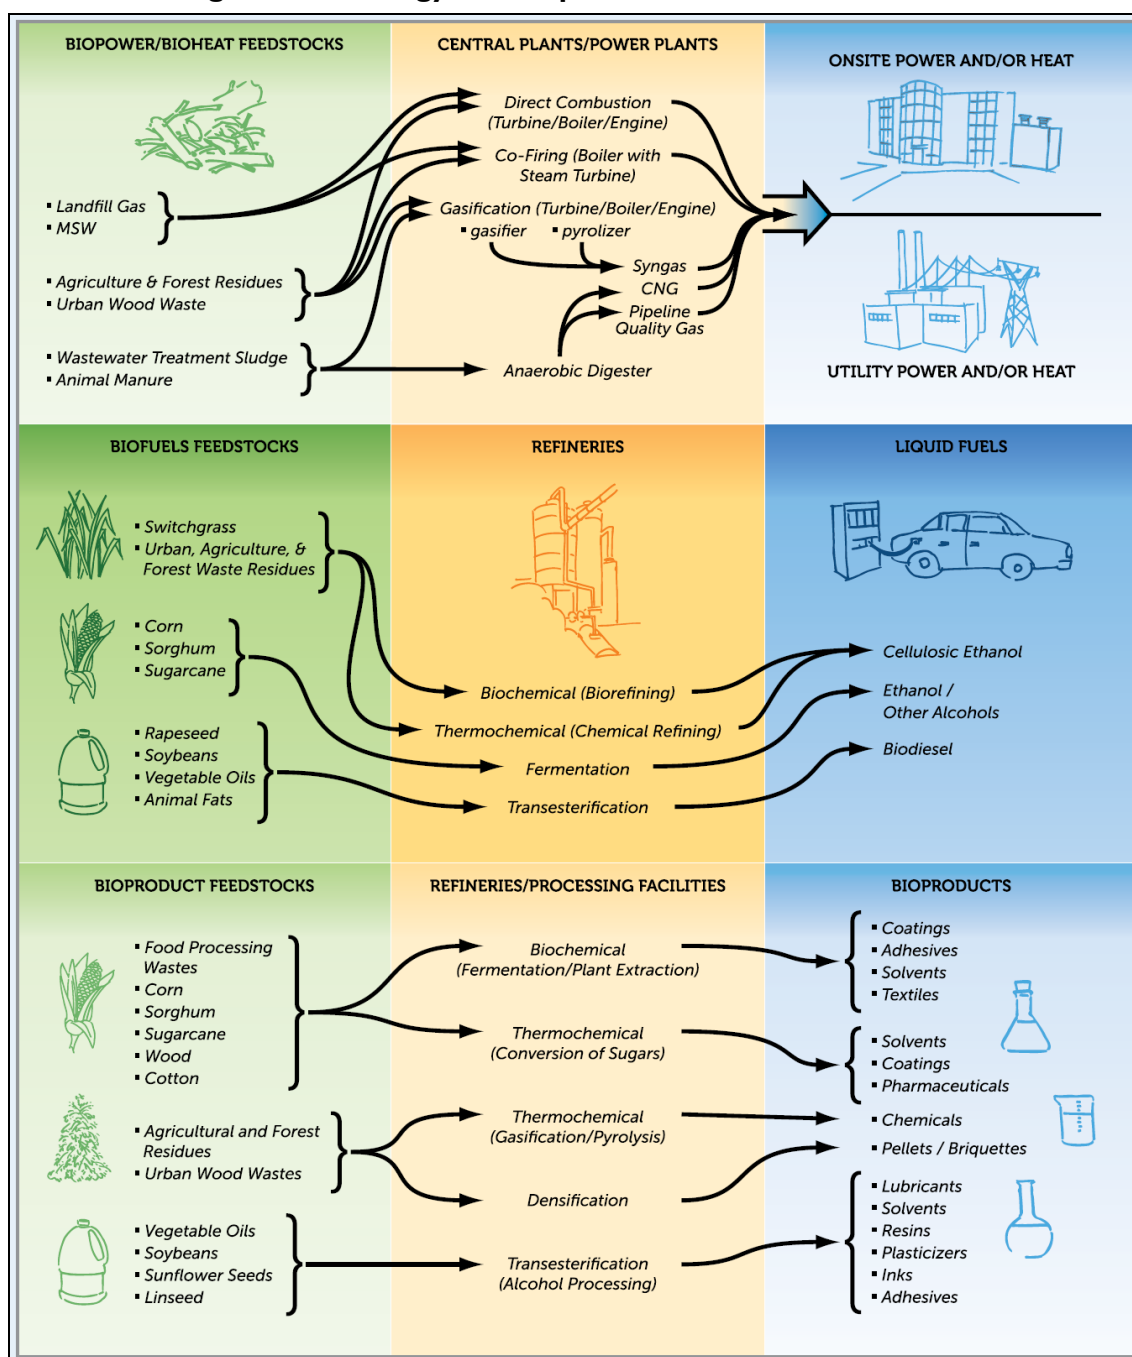 BIOPOWER/BIOHEAT FEEDSTOCKS
▪ Landfill Gas
▪ MSW
▪ Agriculture & Forest Residues
▪ Urban Wood Waste
▪ Wastewater Treatment Sludge
▪ Animal Manure
CENTRAL PLANTS/POWER PLANTS
Direct Combustion
(Turbine/Boiler/Engine)
Co-Firing (Boiler with
Steam Turbine)
Gasification (Turbine/Boiler/Engine)
▪ gasifier ▪ pyrolizer
Syngas
CNG
Pipeline
Quality Gas
Anaerobic Digester
ONSITE POWER AND/OR HEAT
UTILITY POWER AND/OR HEAT
BIOFUELS FEEDSTOCKS
▪ Switchgrass
▪ Urban, Agriculture, &
Forest Waste Residues
▪ Corn
▪ Sorghum
▪ Sugarcane
▪ Rapeseed
▪ Soybeans
▪ Vegetable Oils
▪ Animal Fats
REFINERIES
Biochemical (Biorefining)
Thermochemical (Chemical Refining)
Fermentation
Transesterification
LIQUID FUELS
Cellulosic Ethanol
Ethanol /
Other Alcohols
Biodiesel
BIOPRODUCT FEEDSTOCKS
▪ Food Processing
Wastes
▪ Corn
▪ Sorghum
▪ Sugarcane
▪ Wood
▪ Cotton
▪ Agricultural and Forest
Residues
▪ Urban Wood Wastes
▪ Vegetable Oils
▪ Soybeans
▪ Sunflower Seeds
▪ Linseed
REFINERIES/PROCESSING FACILITIES
Biochemical
(Fermentation/Plant Extraction)
Thermochemical
(Conversion of Sugars)
Thermochemical
(Gasification/Pyrolysis)
Densification
Transesterification
(Alcohol Processing)
BIOPRODUCTS
▪ Coatings
▪ Adhesives
▪ Solvents
▪ Textiles
▪ Solvents
▪ Coatings
▪ Pharmaceuticals
▪ Chemicals
▪ Pellets / Briquettes
▪ Lubricants
▪ Solvents
▪ Resins
▪ Plasticizers
▪ Inks
▪ Adhesives